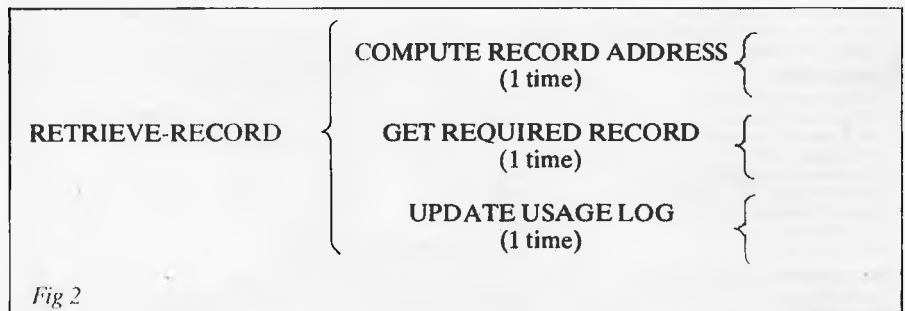 COMPUTE RECORD ADDRESS
(1 time)
RETRIEVE-RECORD
GET REQUIRED RECORD
(1 time)
UPDATE USAGE LOG
(1 time)
Fig 2